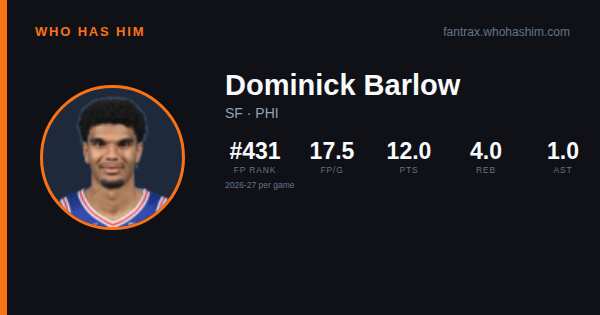 WHO HAS HIM
fantrax.whohashim.com
Dominick Barlow
SF · PHI
#431 17.5 12.0 4.0 1.0
FP RANK FP/G PTS REB AST
2026-27 per game